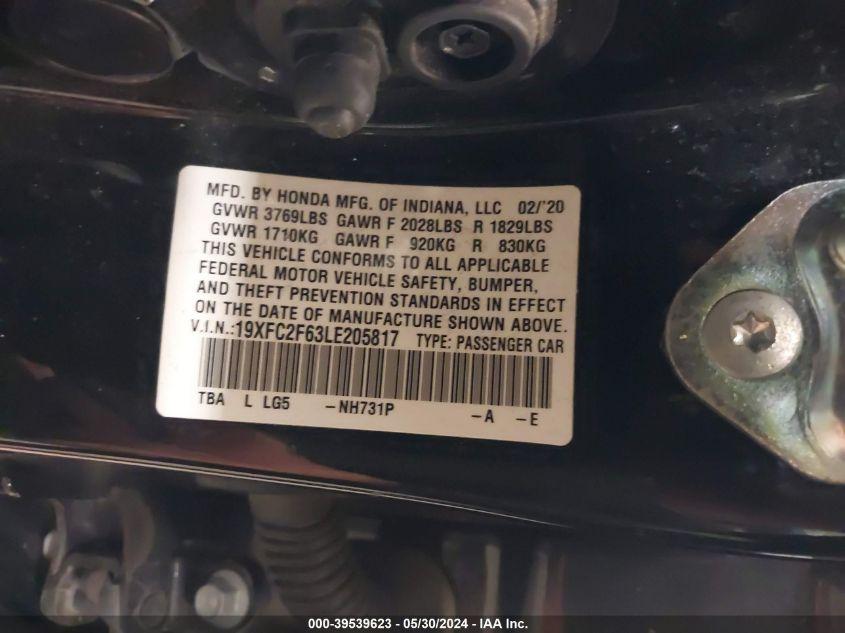 MFD. BY HONDA MFG. OF INDIANA, LLC 02/'20
GVWR 3769LBS GAWR F 2028LBS R 1829LBS
GVWR 1710KG GAWR F 920KG R 830KG
THIS VEHICLE CONFORMS TO ALL APPLICABLE
FEDERAL MOTOR VEHICLE SAFETY, BUMPER,
AND THEFT PREVENTION STANDARDS IN EFFECT
ON THE DATE OF MANUFACTURE SHOWN ABOVE.
V.I.N.:19XFC2F63LE205817 TYPE: PASSENGER CAR
TBA L LG5 -NH731P -A -E
000-39539623 - 05/30/2024 - IAA Inc.